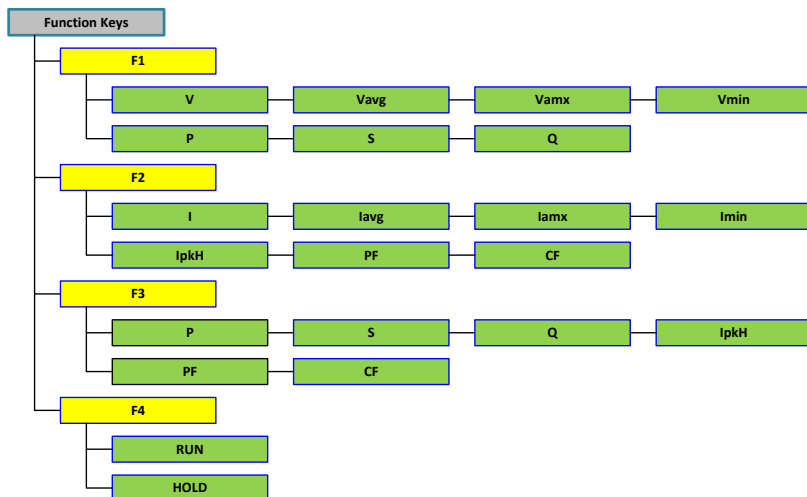 Function Keys
F1
V Vavg Vamx Vmin
P S Q
F2
I Iavg Iamx Imin
IpkH PF CF
F3
P S Q IpkH
PF CF
F4
RUN
HOLD